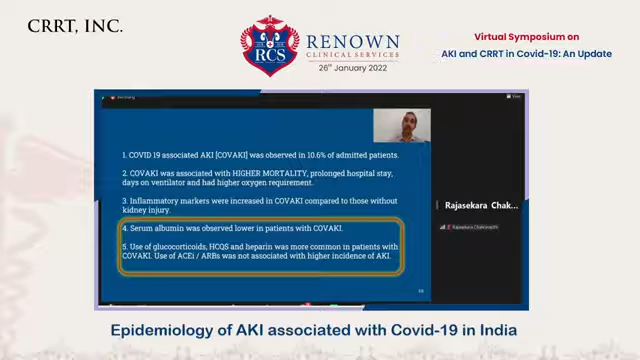 CRRT, INC.
RCS
RENOWN
CLINICAL SERVICES
26th January 2022
Virtual Symposium on
AKI and CRRT in Covid-19: An Update
View
1. COVID 19 associated AKI [COVAKI] was observed in 10.6% of admitted patients.
2. COVAKI was associated with HIGHER MORTALITY, prolonged hospital stay,
days on ventilator and had higher oxygen requirement.
3. Inflammatory markers were increased in COVAKI compared to those without
kidney injury.
4. Serum albumin was observed lower in patients with COVAKI.
5. Use of glucocorticoids, HCQS and heparin was more common in patients with
COVAKI. Use of ACEi / ARBs was not associated with higher incidence of AKI.
Rajasekara Chak...
Rajasekara Chakravarthi
Epidemiology of AKI associated with Covid-19 in India